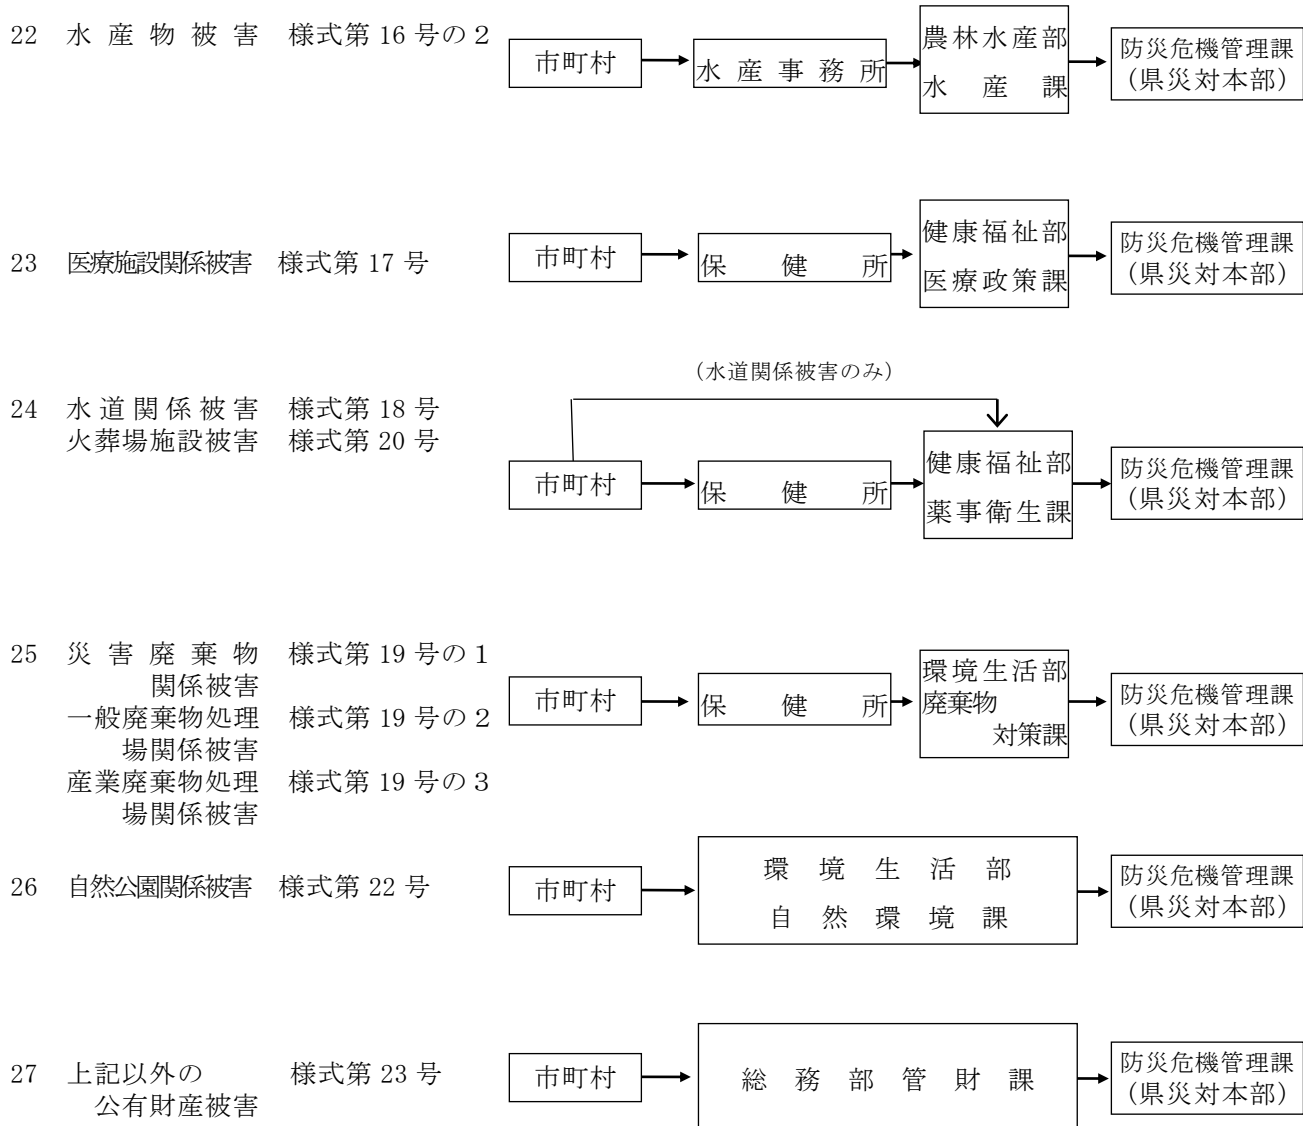 22 水産物被害 様式第16号の2
市町村
水産事務所
農林水産部
水産課
防災危機管理課
(県災対本部)
23 医療施設関係被害 様式第17号
市町村
保健所
健康福祉部
医療政策課
防災危機管理課
(県災対本部)
(水道関係被害のみ)
24 水道関係被害 様式第18号
火葬場施設被害 様式第20号
市町村
保健所
健康福祉部
薬事衛生課
防災危機管理課
(県災対本部)
25 災害廃棄物 様式第19号の1
関係被害
一般廃棄物処理 様式第19号の2
場関係被害
産業廃棄物処理 様式第19号の3
場関係被害
市町村
保健所
環境生活部
廃棄物
対策課
防災危機管理課
(県災対本部)
26 自然公園関係被害 様式第22号
市町村
環境生活部
自然環境課
防災危機管理課
(県災対本部)
27 上記以外の 様式第23号
公有財産被害
市町村
総務部管財課
防災危機管理課
(県災対本部)